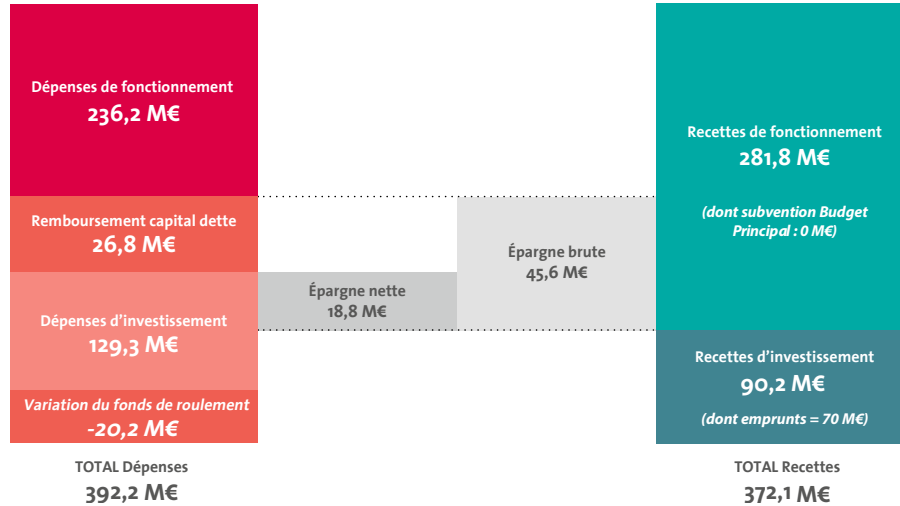 Dépenses de fonctionnement
236,2 M€
Remboursement capital dette
26,8 M€
Dépenses d'investissement
129,3 M€
Variation du fonds de roulement
-20,2 M€
TOTAL Dépenses
392,2 M€
Épargne nette
18,8 M€
Épargne brute
45,6 M€
Recettes de fonctionnement
281,8 M€
(dont subvention Budget
Principal : 0 M€)
Recettes d'investissement
90,2 M€
(dont emprunts = 70 M€)
TOTAL Recettes
372,1 M€